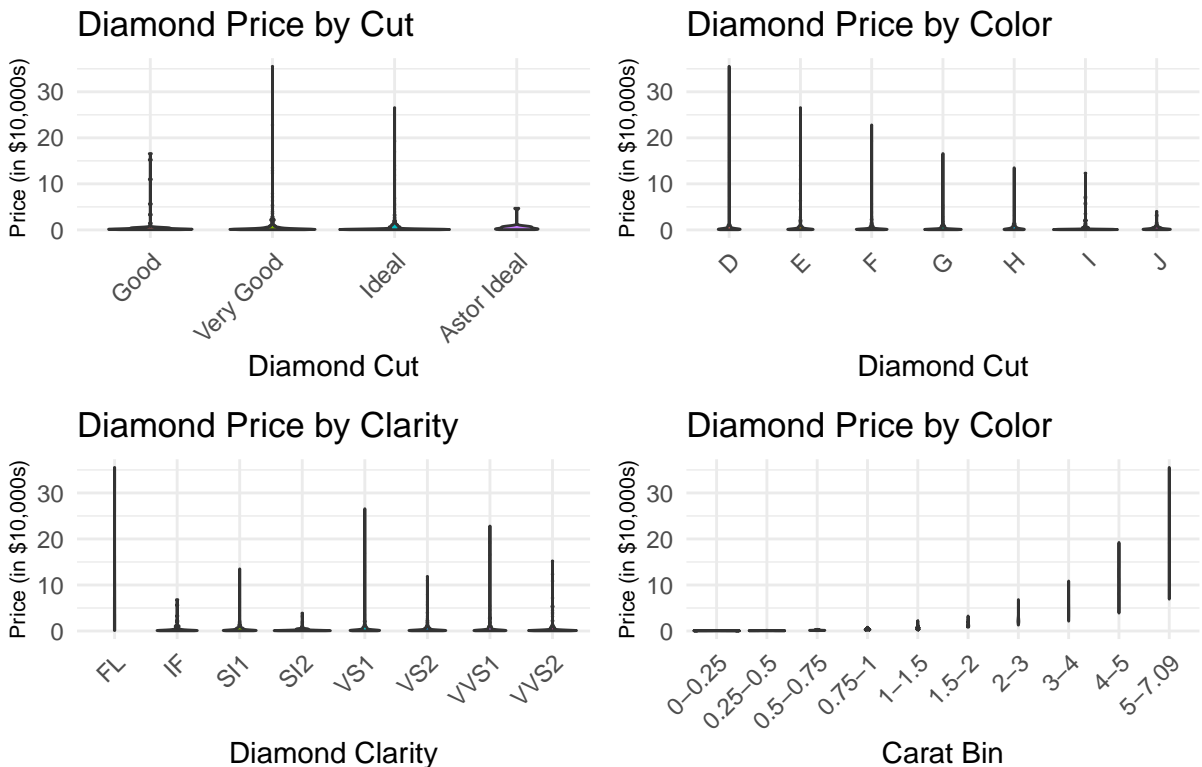 Diamond Price by Cut
Price (in $10,000s)
30
20
10
0
Good
Very Good
Ideal
Astor Ideal
Diamond Cut
Diamond Price by Color
Price (in $10,000s)
30
20
10
0
D
E
F
G
H
I
J
Diamond Cut
Diamond Price by Clarity
Price (in $10,000s)
30
20
10
0
FL
IF
SI1
SI2
VS1
VS2
VVS1
VVS2
Diamond Clarity
Diamond Price by Color
Price (in $10,000s)
30
20
10
0
0–0.25
0.25–0.5
0.5–0.75
0.75–1
1–1.5
1.5–2
2–3
3–4
4–5
5–7.09
Carat Bin